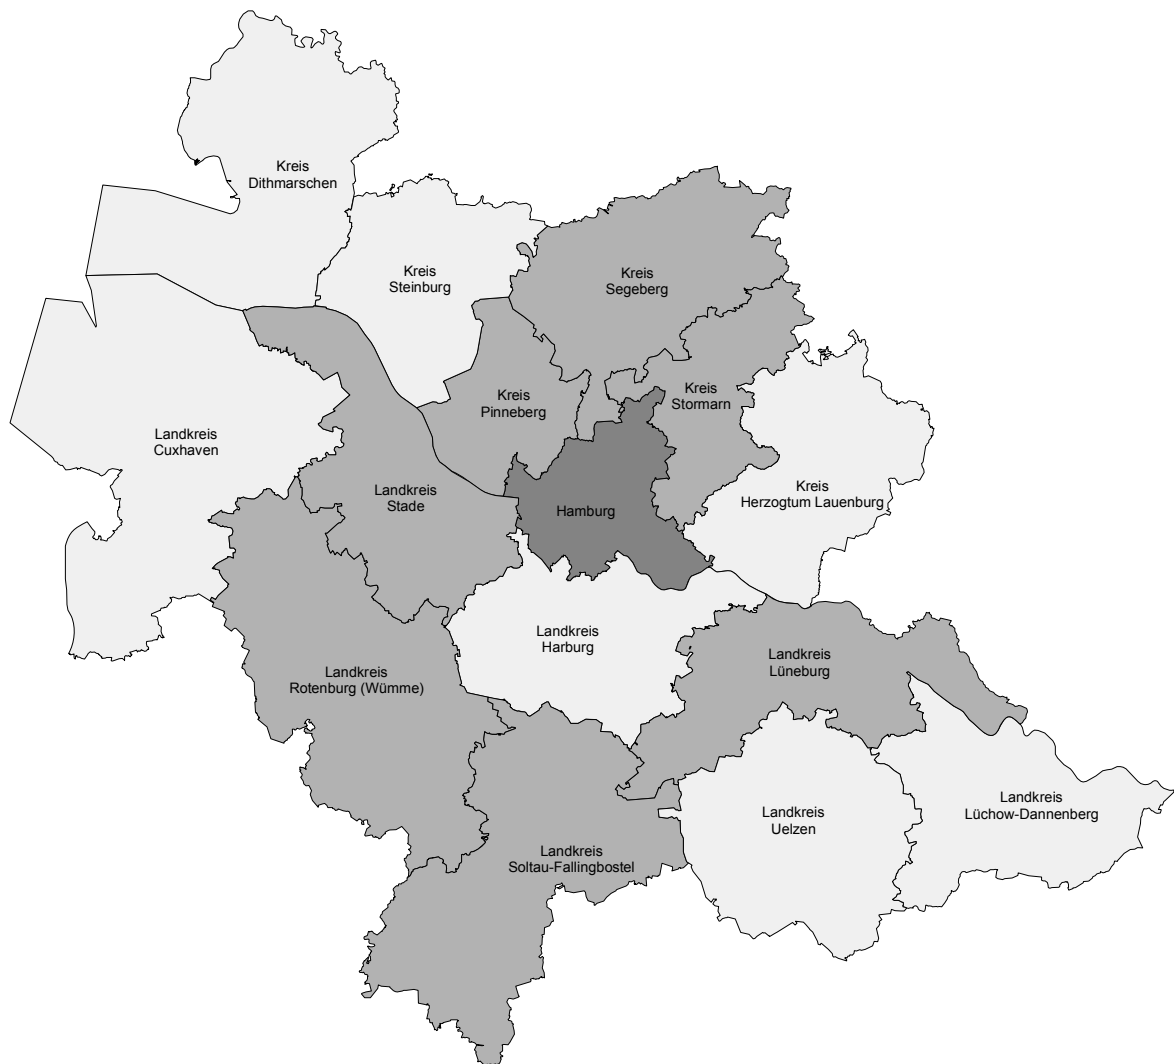 Kreis
Dithmarschen
Kreis
Steinburg
Kreis
Segeberg
Kreis
Pinneberg
Kreis
Stormarn
Landkreis
Cuxhaven
Landkreis
Stade
Hamburg
Kreis
Herzogtum Lauenburg
Landkreis
Harburg
Landkreis
Lüneburg
Landkreis
Rotenburg (Wümme)
Landkreis
Uelzen
Landkreis
Lüchow-Dannenberg
Landkreis
Soltau-Fallingbostel